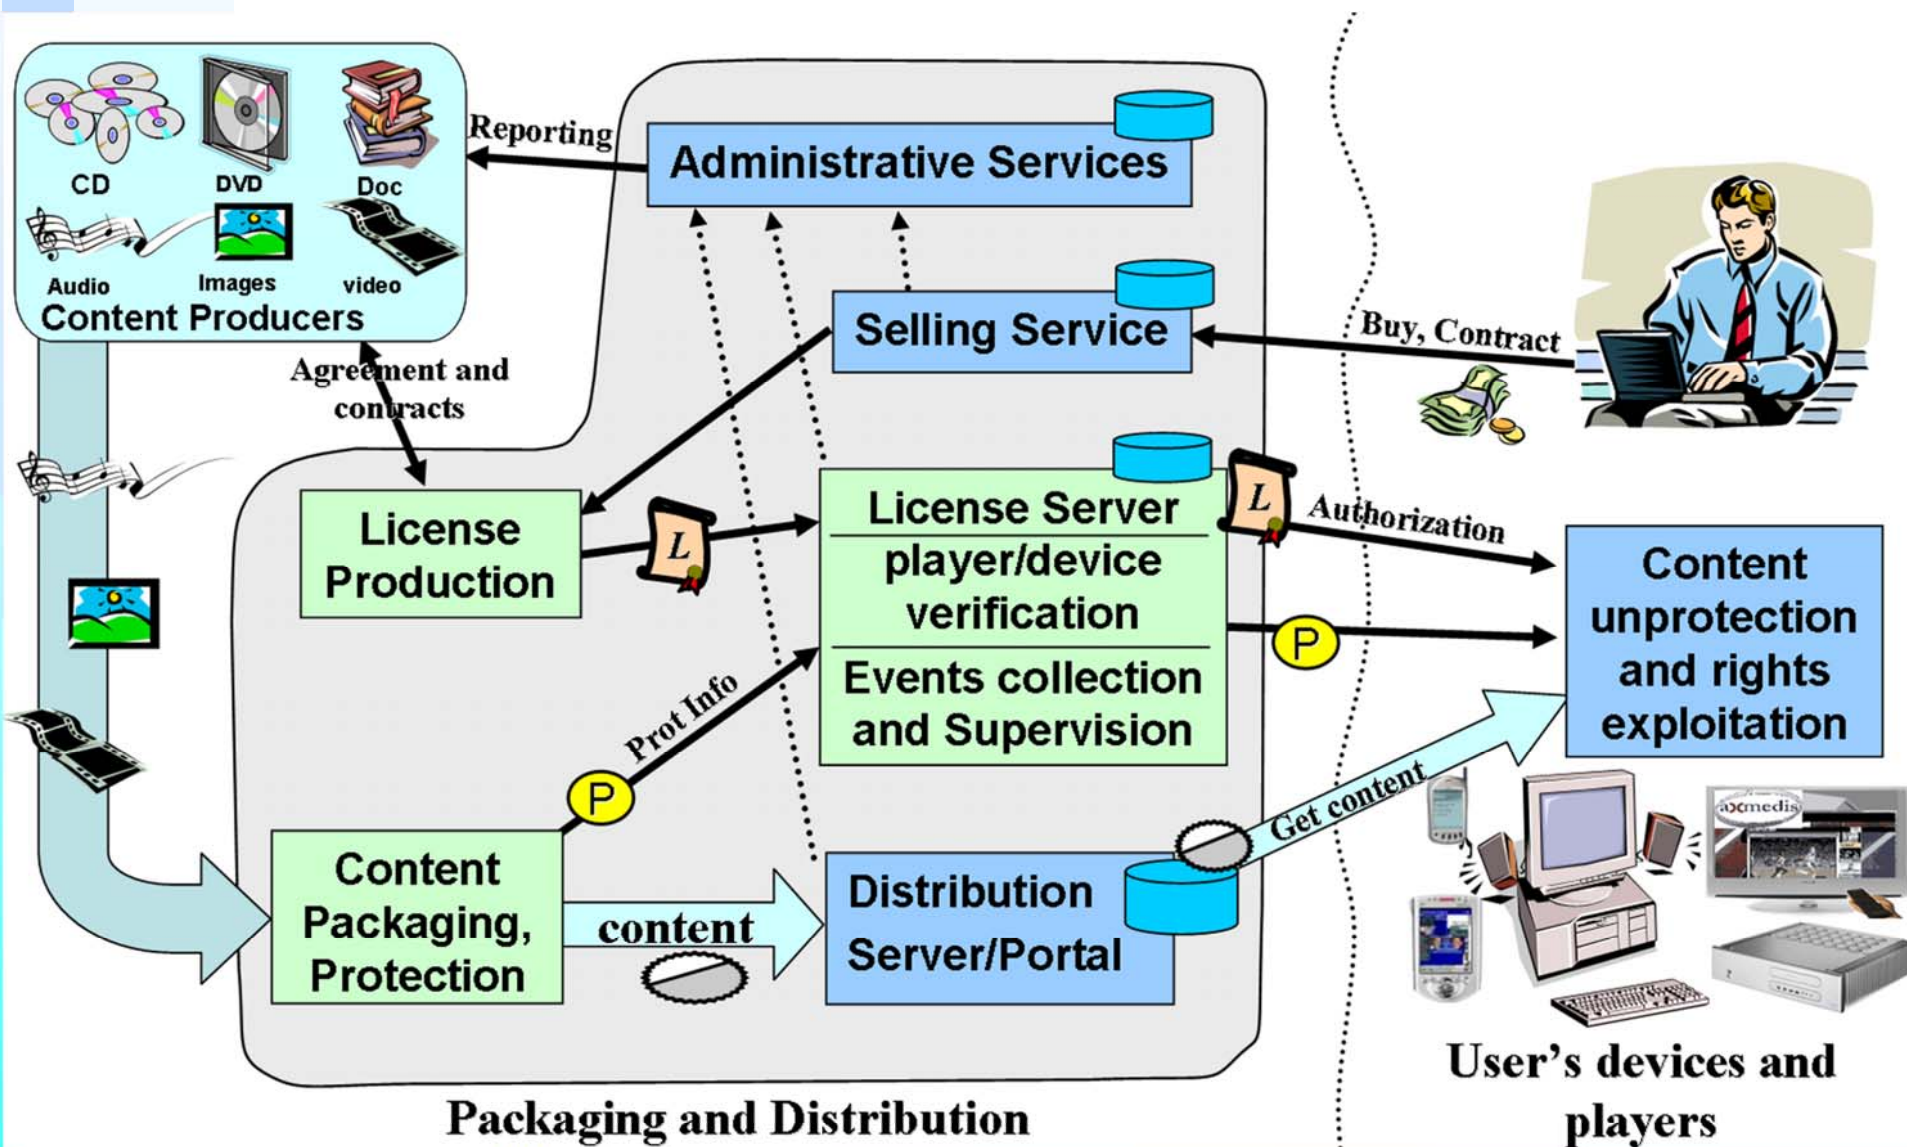 CD
DVD
Doc
Audio
Images
video
Content Producers
Reporting
Administrative Services
Selling Service
Buy, Contract
Agreement and
contracts
License
Production
L
License Server
player/device
verification
Events collection
and Supervision
L
Authorization
P
Content
unprotection
and rights
exploitation
Prot Info
P
Content
Packaging,
Protection
content
Distribution
Server/Portal
Get content
axmedis
User's devices and
players
Packaging and Distribution